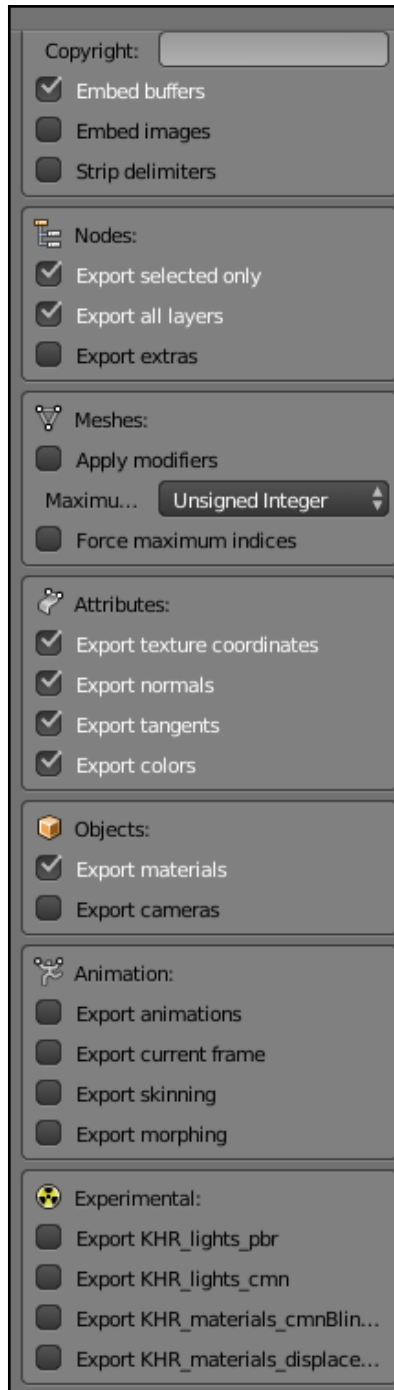 Copyright:
Embed buffers
Embed images
Strip delimiters
Nodes:
Export selected only
Export all layers
Export extras
Meshes:
Apply modifiers
Maximu... Unsigned Integer
Force maximum indices
Attributes:
Export texture coordinates
Export normals
Export tangents
Export colors
Objects:
Export materials
Export cameras
Animation:
Export animations
Export current frame
Export skinning
Export morphing
Experimental:
Export KHR_lights_pbr
Export KHR_lights_cmn
Export KHR_materials_cmnBlin...
Export KHR_materials_displace...